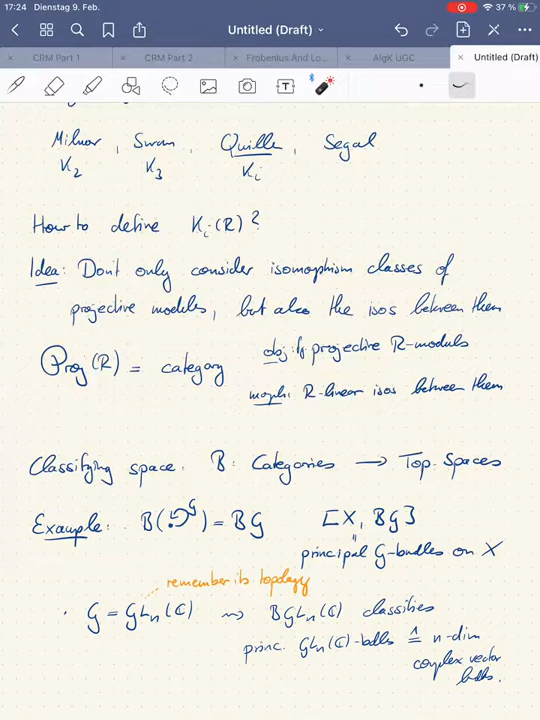 17:24 Dienstag 9. Feb.
37 %
Untitled (Draft)
CRM Part 1
CRM Part 2
Frobenius And Lo...
AlgK UGC
Untitled (Draft)
Milnor, Swan, Quillen, Segal
K₂ K₃ Kᵢ
How to define Kᵢ(R)?
Idea: Don't only consider isomorphism classes of
projective modules, but also the isos between them
Proj(R) = category obj: fg projective R-moduls
morph: R-linear isos between them
Classifying space: B: Categories → Top. Spaces
Example: B(•↺ᴳ) = BG [X, BG]
=
principal G-bundles on X
remember its topology
G = GLₙ(ℂ) ⇝ BGLₙ(ℂ) classifies
princ. GLₙ(ℂ)-bdls ≙ n-dim
complex vector
bdls.